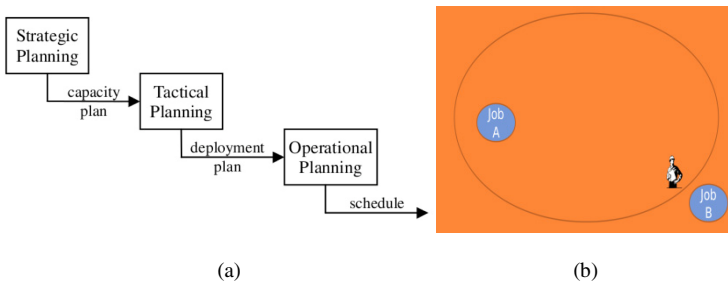 Strategic
Planning
capacity
plan
Tactical
Planning
deployment
plan
Operational
Planning
schedule
Job
A
Job
B
(a)
(b)